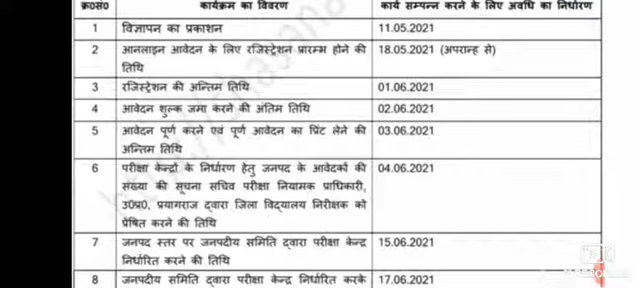 क्र०सं० कार्यक्रम का विवरण कार्य सम्पन्न करने के लिए अवधि का निर्धारण
1 विज्ञापन का प्रकाशन 11.05.2021
2 आनलाइन आवेदन के लिए रजिस्ट्रेशन प्रारम्भ होने की 18.05.2021 (अपरान्ह से)
तिथि
3 रजिस्ट्रेशन की अन्तिम तिथि 01.06.2021
4 आवेदन शुल्क जमा करने की अंतिम तिथि 02.06.2021
5 आवेदन पूर्ण करने एवं पूर्ण आवेदन का प्रिंट लेने की 03.06.2021
अन्तिम तिथि
6 परीक्षा केन्द्रों के निर्धारण हेतु जनपद के आवेदकों की 04.06.2021
संख्या की सूचना सचिव परीक्षा नियामक प्राधिकारी,
उ0प्र0, प्रयागराज द्वारा जिला विद्यालय निरीक्षक को
प्रेषित करने की तिथि
7 जनपद स्तर पर जनपदीय समिति द्वारा परीक्षा केन्द्र 15.06.2021
निर्धारित करने की तिथि
8 जनपदीय समिति द्वारा परीक्षा केन्द्र निर्धारित करके 17.06.2021